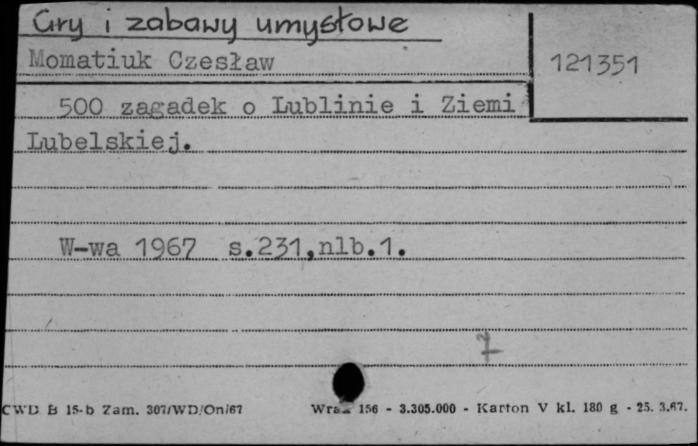 Gry i zabawy umysłowe
Momatiuk Czesław
121351
500 zagadek o Lublinie i Ziemi
Lubelskiej.
W-wa 1967 s.231,nlb.1.
7
CWD B 15-b Zam. 307/WD/On/67 156 - 3.305.000 - Karton V kl. 180 g - 25. 3.67.